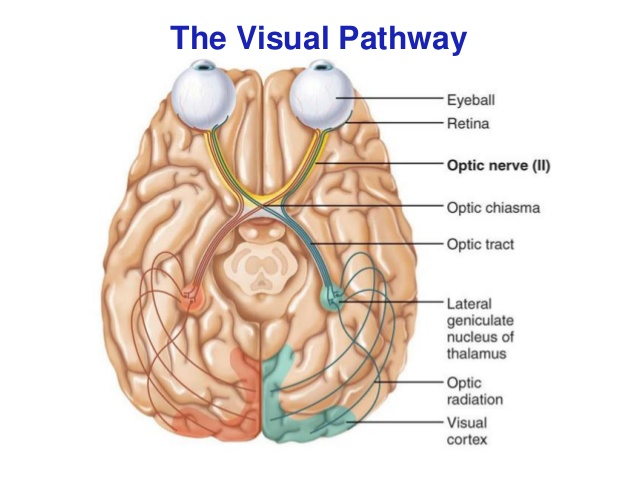 The Visual Pathway
Eyeball
Retina
Optic nerve (II)
Optic chiasma
Optic tract
Lateral
geniculate
nucleus of
thalamus
Optic
radiation
Visual
cortex